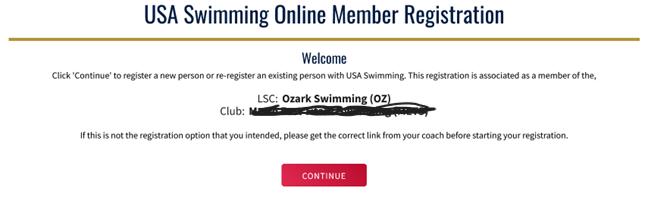 USA Swimming Online Member Registration
Welcome
Click 'Continue' to register a new person or re-register an existing person with USA Swimming. This registration is associated as a member of the,
LSC: Ozark Swimming (OZ)
Club:
If this is not the registration option that you intended, please get the correct link from your coach before starting your registration.
CONTINUE